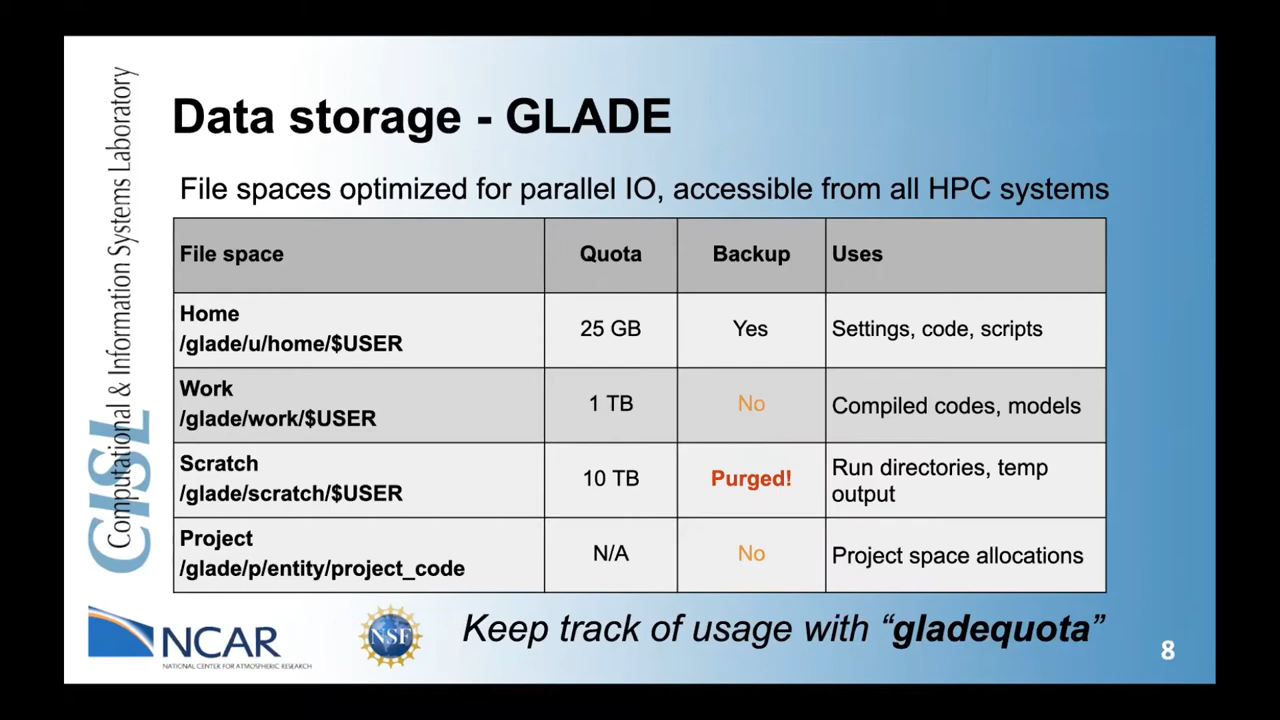 Computational & Information Systems Laboratory
CISL
Data storage - GLADE
File spaces optimized for parallel IO, accessible from all HPC systems
File space Quota Backup Uses
Home
/glade/u/home/$USER 25 GB Yes Settings, code, scripts
Work
/glade/work/$USER 1 TB No Compiled codes, models
Scratch
/glade/scratch/$USER 10 TB Purged! Run directories, temp
output
Project
/glade/p/entity/project_code N/A No Project space allocations
NCAR
NATIONAL CENTER FOR ATMOSPHERIC RESEARCH
NSF
Keep track of usage with “gladequota”
8